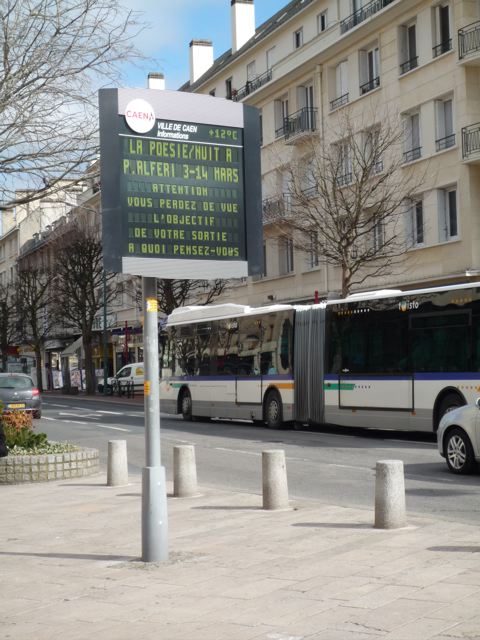 CAEN
VILLE DE CAEN
Informations
+12°C
LA POESIE/NUIT A
P.ALFERI 3-14 MARS
ATTENTION
VOUS PERDEZ DE VUE
L'OBJECTIF
DE VOTRE SORTIE
A QUOI PENSEZ-VOUS
twisto